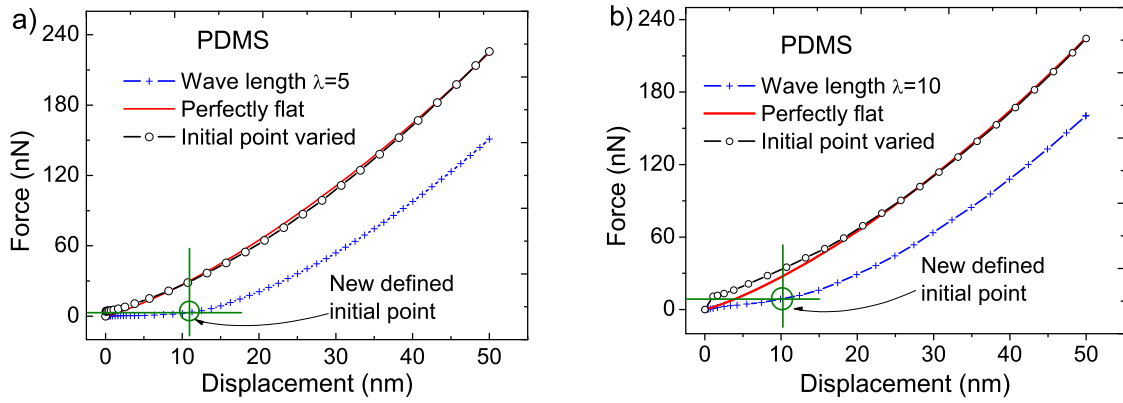 a)
PDMS
Wave length λ=5
Perfectly flat
Initial point varied
New defined
initial point
Force (nN)
240
180
120
60
0
0 10 20 30 40 50
Displacement (nm)
b)
PDMS
Wave length λ=10
Perfectly flat
Initial point varied
New defined
initial point
Force (nN)
240
180
120
60
0
0 10 20 30 40 50
Displacement (nm)